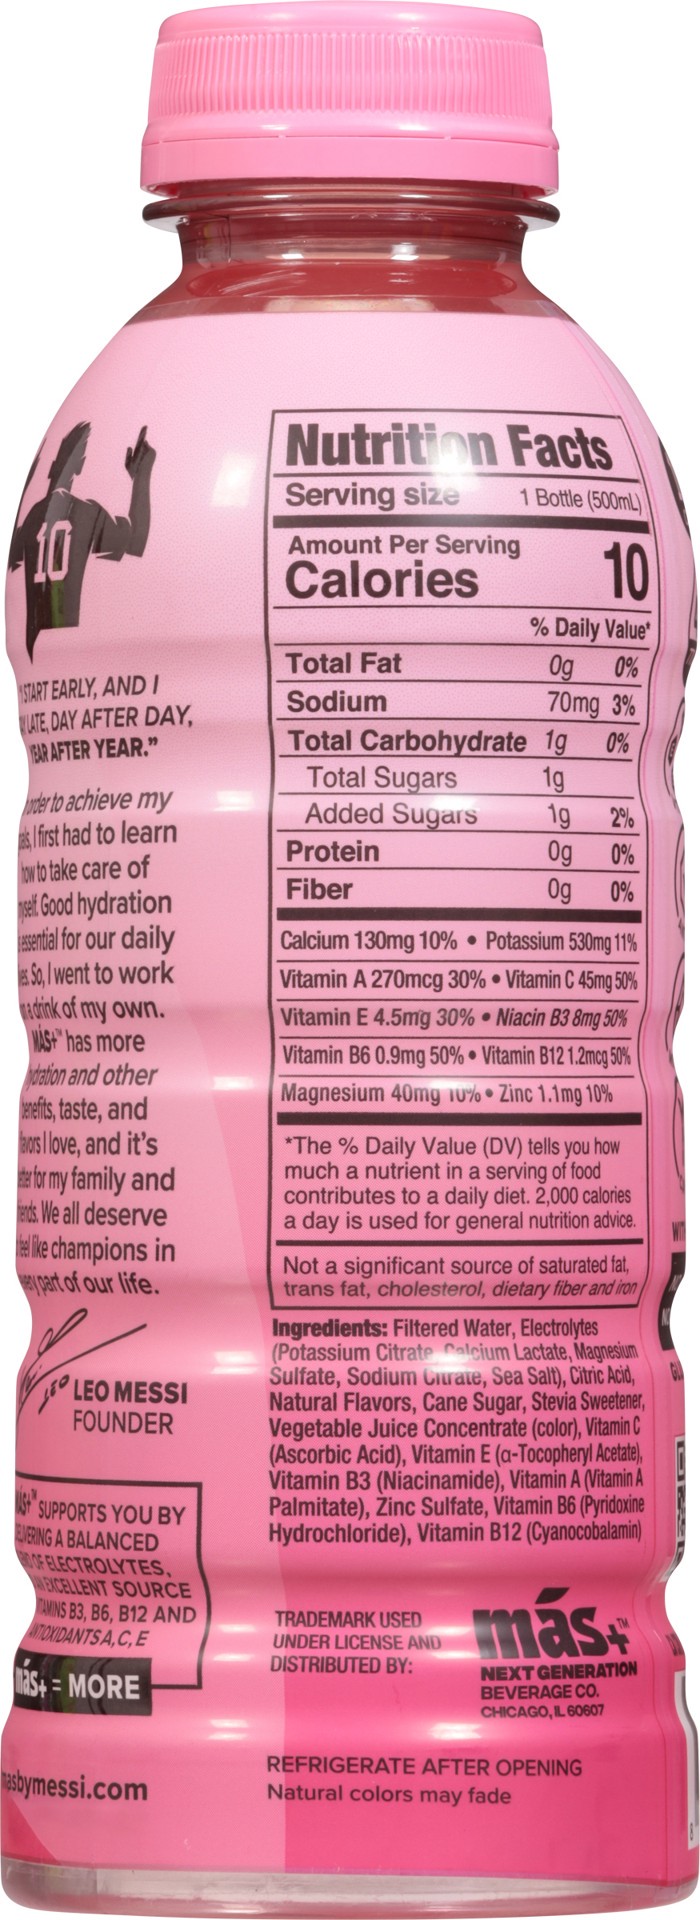 10
START EARLY, AND I
LATE, DAY AFTER DAY,
YEAR AFTER YEAR.”
order to achieve my
I first had to learn
how to take care of
Good hydration
essential for our daily
So, I went to work
a drink of my own.
MÁS+™ has more
and other
benefits, taste, and
I love, and it's
for my family and
We all deserve
feel like champions in
part of our life.
LEO
LEO MESSI
FOUNDER
más+™ SUPPORTS YOU BY
A BALANCED
OF ELECTROLYTES,
AN EXCELLENT SOURCE
B3, B6, B12 AND
A, C, E
más+ = MORE
masbymessi.com
Nutrition Facts
Serving size 1 Bottle (500mL)
Amount Per Serving
Calories 10
% Daily Value*
Total Fat 0g 0%
Sodium 70mg 3%
Total Carbohydrate 1g 0%
Total Sugars 1g
Added Sugars 1g 2%
Protein 0g 0%
Fiber 0g 0%
Calcium 130mg 10% • Potassium 530mg 11%
Vitamin A 270mcg 30% • Vitamin C 45mg 50%
Vitamin E 4.5mg 30% • Niacin B3 8mg 50%
Vitamin B6 0.9mg 50% • Vitamin B12 1.2mcg 50%
Magnesium 40mg 10% • Zinc 1.1mg 10%
*The % Daily Value (DV) tells you how
much a nutrient in a serving of food
contributes to a daily diet. 2,000 calories
a day is used for general nutrition advice.
Not a significant source of saturated fat,
trans fat, cholesterol, dietary fiber and iron
Ingredients: Filtered Water, Electrolytes
(Potassium Citrate, Calcium Lactate, Magnesium
Sulfate, Sodium Citrate, Sea Salt), Citric Acid,
Natural Flavors, Cane Sugar, Stevia Sweetener,
Vegetable Juice Concentrate (color), Vitamin C
(Ascorbic Acid), Vitamin E (α-Tocopheryl Acetate),
Vitamin B3 (Niacinamide), Vitamin A (Vitamin A
Palmitate), Zinc Sulfate, Vitamin B6 (Pyridoxine
Hydrochloride), Vitamin B12 (Cyanocobalamin)
TRADEMARK USED
UNDER LICENSE AND
DISTRIBUTED BY:
más+™
NEXT GENERATION
BEVERAGE CO.
CHICAGO, IL 60607
REFRIGERATE AFTER OPENING
Natural colors may fade